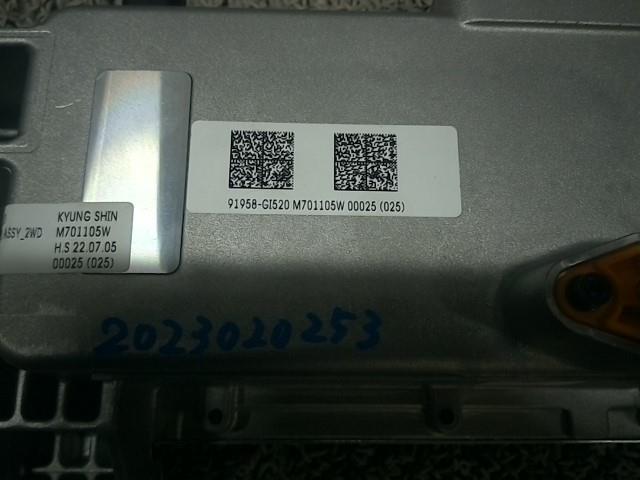 91958-GI520 M701105W 00025 (025)
KYUNG SHIN
ASSY_2WD M701105W
H.S 22.07.05
00025 (025)
2023020253